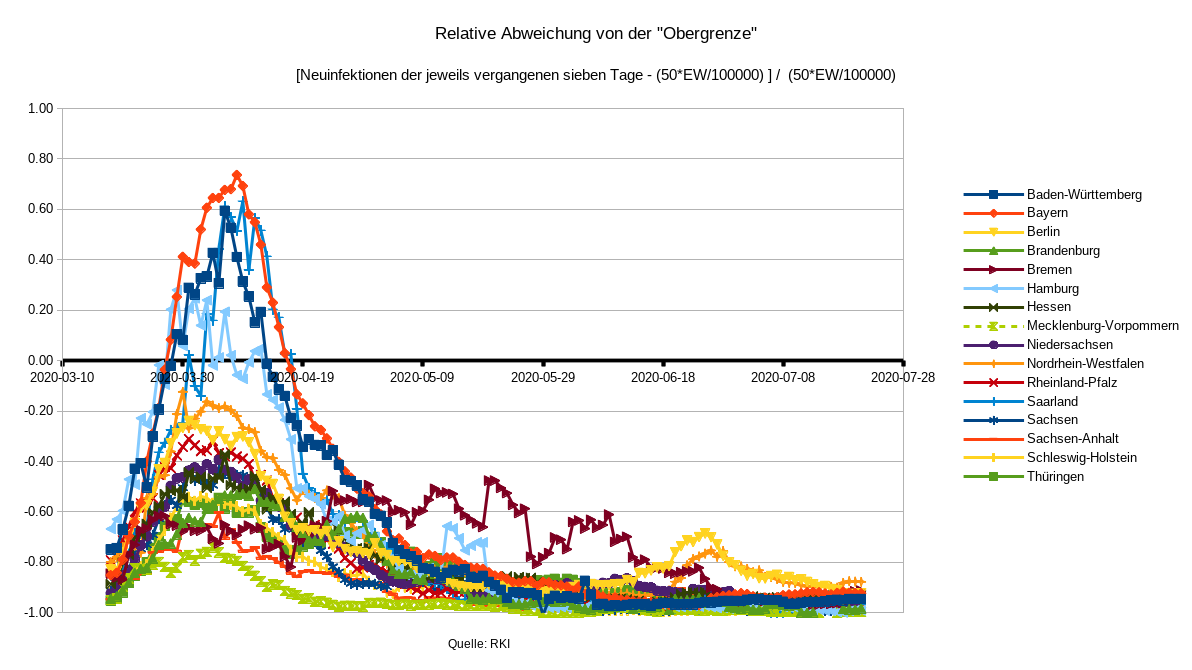 Relative Abweichung von der "Obergrenze"
[Neuinfektionen der jeweils vergangenen sieben Tage - (50*EW/100000) ] /  (50*EW/100000)
1.00
0.80
0.60
0.40
0.20
0.00
-0.20
-0.40
-0.60
-0.80
-1.00
2020-03-10 2020-03-30 2020-04-19 2020-05-09 2020-05-29 2020-06-18 2020-07-08 2020-07-28
Baden-Württemberg
Bayern
Berlin
Brandenburg
Bremen
Hamburg
Hessen
Mecklenburg-Vorpommern
Niedersachsen
Nordrhein-Westfalen
Rheinland-Pfalz
Saarland
Sachsen
Sachsen-Anhalt
Schleswig-Holstein
Thüringen
Quelle: RKI